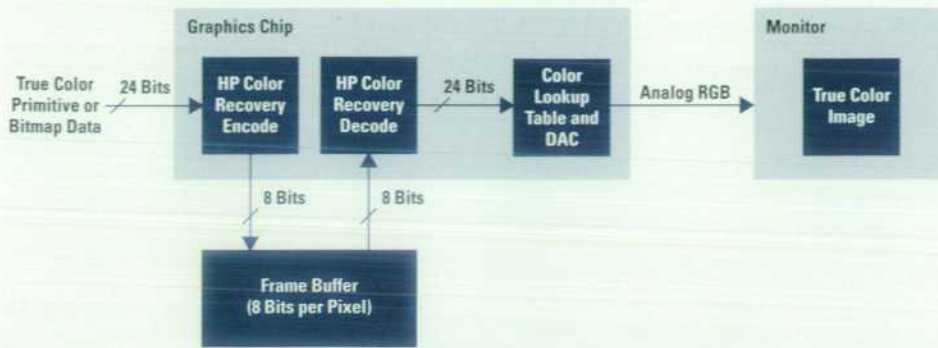 Graphics Chip
Monitor
True Color
Primitive or
Bitmap Data
24 Bits
HP Color
Recovery
Encode
HP Color
Recovery
Decode
24 Bits
Color
Lookup
Table and
DAC
Analog RGB
True Color
Image
8 Bits
8 Bits
Frame Buffer
(8 Bits per Pixel)